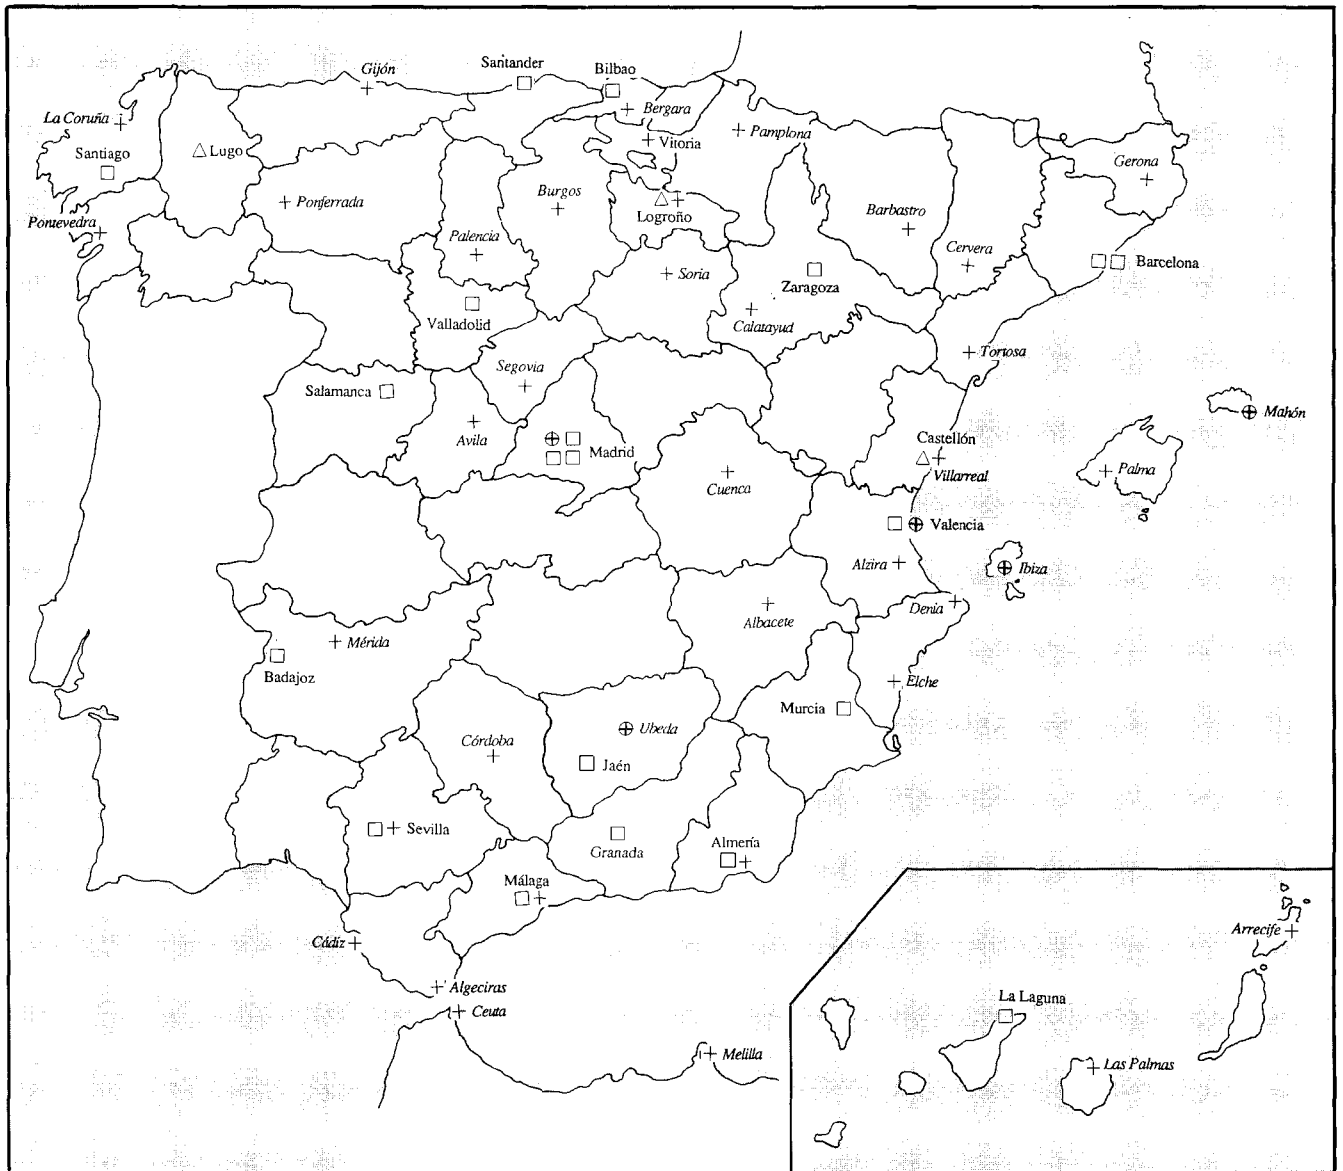 Gijón
Santander
Bilbao
Bergara
La Coruña
Pamplona
Vitoria
Lugo
Santiago
Gerona
Ponferrada
Burgos
Logroño
Barbastro
Pontevedra
Palencia
Cervera
Soria
Barcelona
Zaragoza
Valladolid
Calatayud
Tortosa
Segovia
Salamanca
Mahón
Avila
Castellón
Madrid
Palma
Villarreal
Cuenca
Valencia
Alzira
Ibiza
Denia
Albacete
Mérida
Badajoz
Elche
Murcia
Ubeda
Córdoba
Jaén
Sevilla
Almería
Granada
Málaga
Arrecife
Cádiz
Algeciras
La Laguna
Ceuta
Melilla
Las Palmas